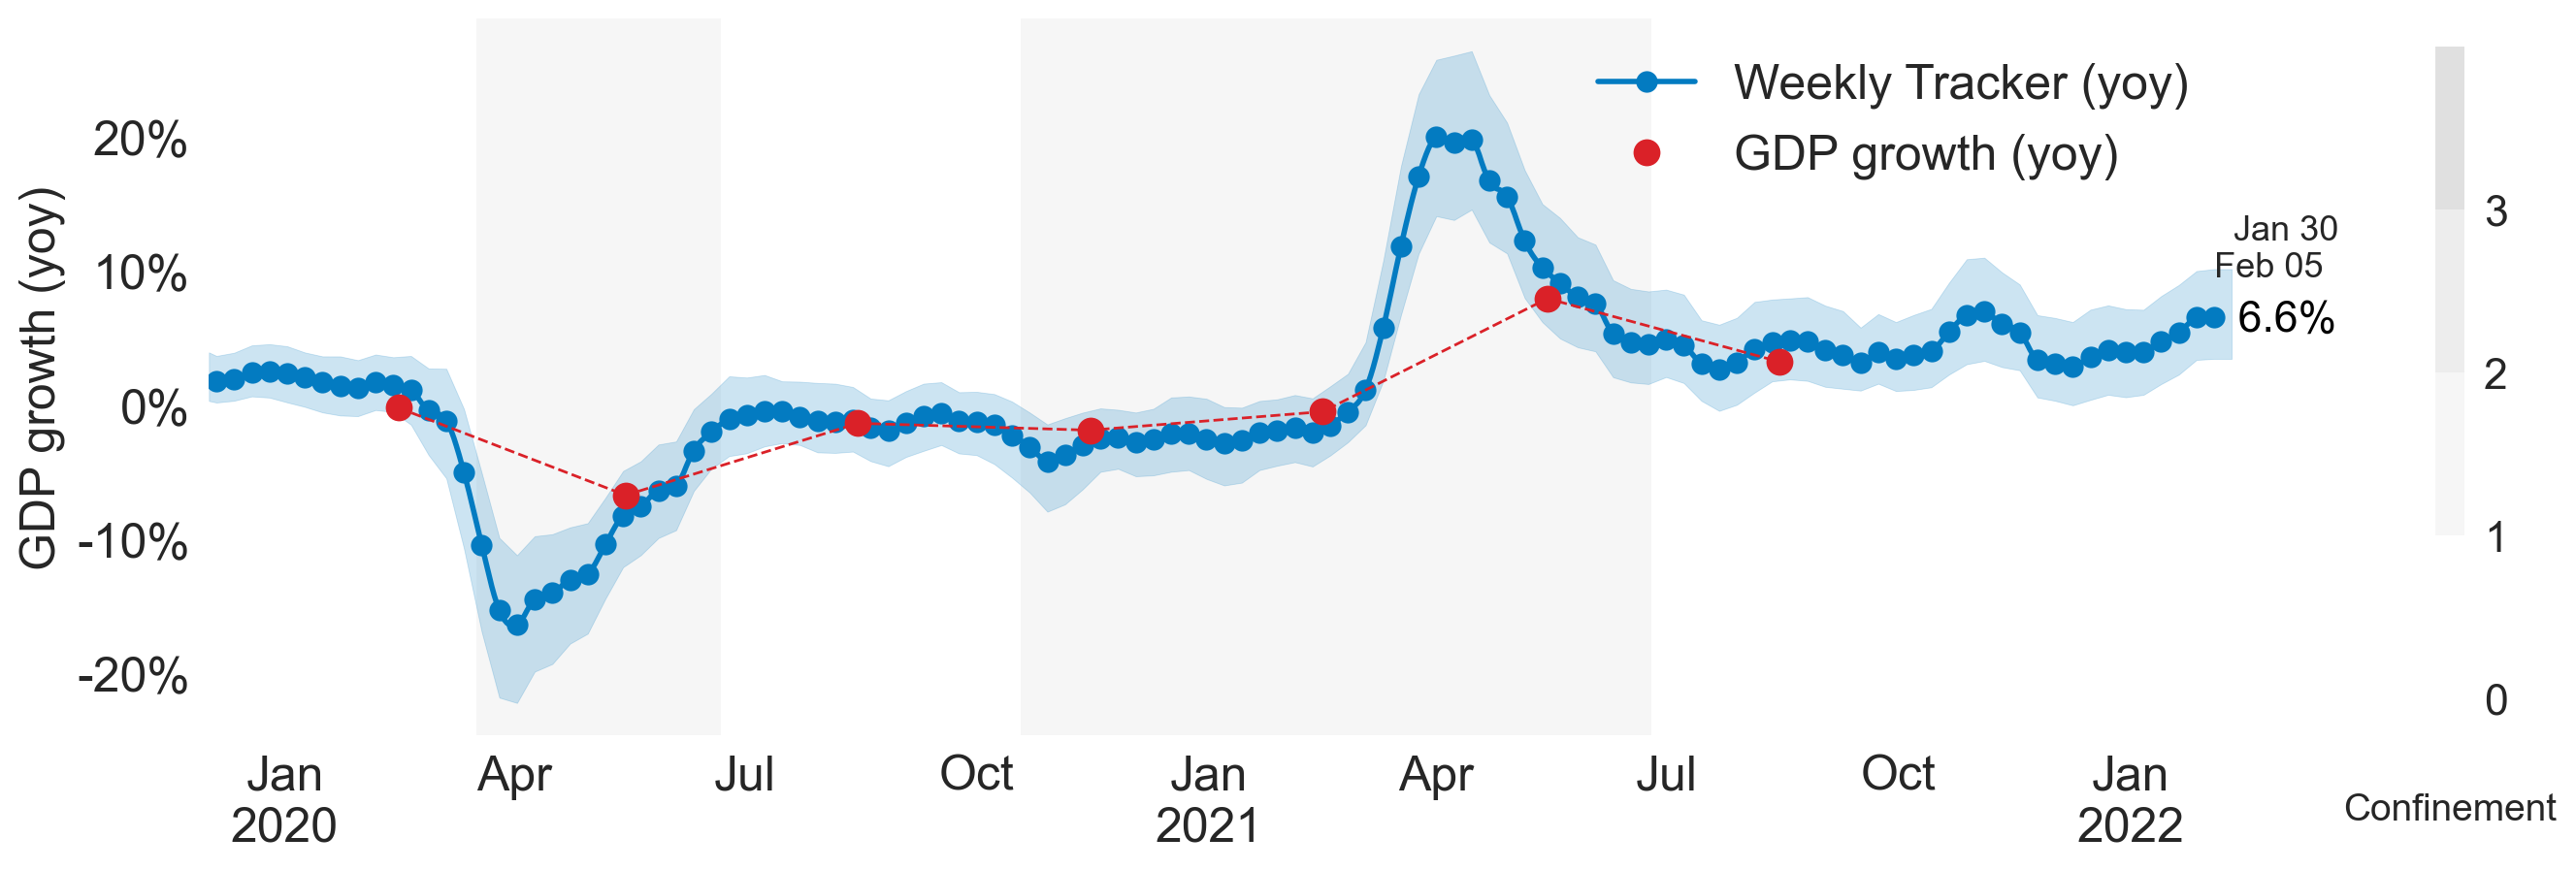 Weekly Tracker (yoy)
GDP growth (yoy)
GDP growth (yoy)
20%
10%
0%
-10%
-20%
Jan 30
Feb 05
6.6%
3
2
1
0
Jan
2020
Apr
Jul
Oct
Jan
2021
Apr
Jul
Oct
Jan
2022
Confinement